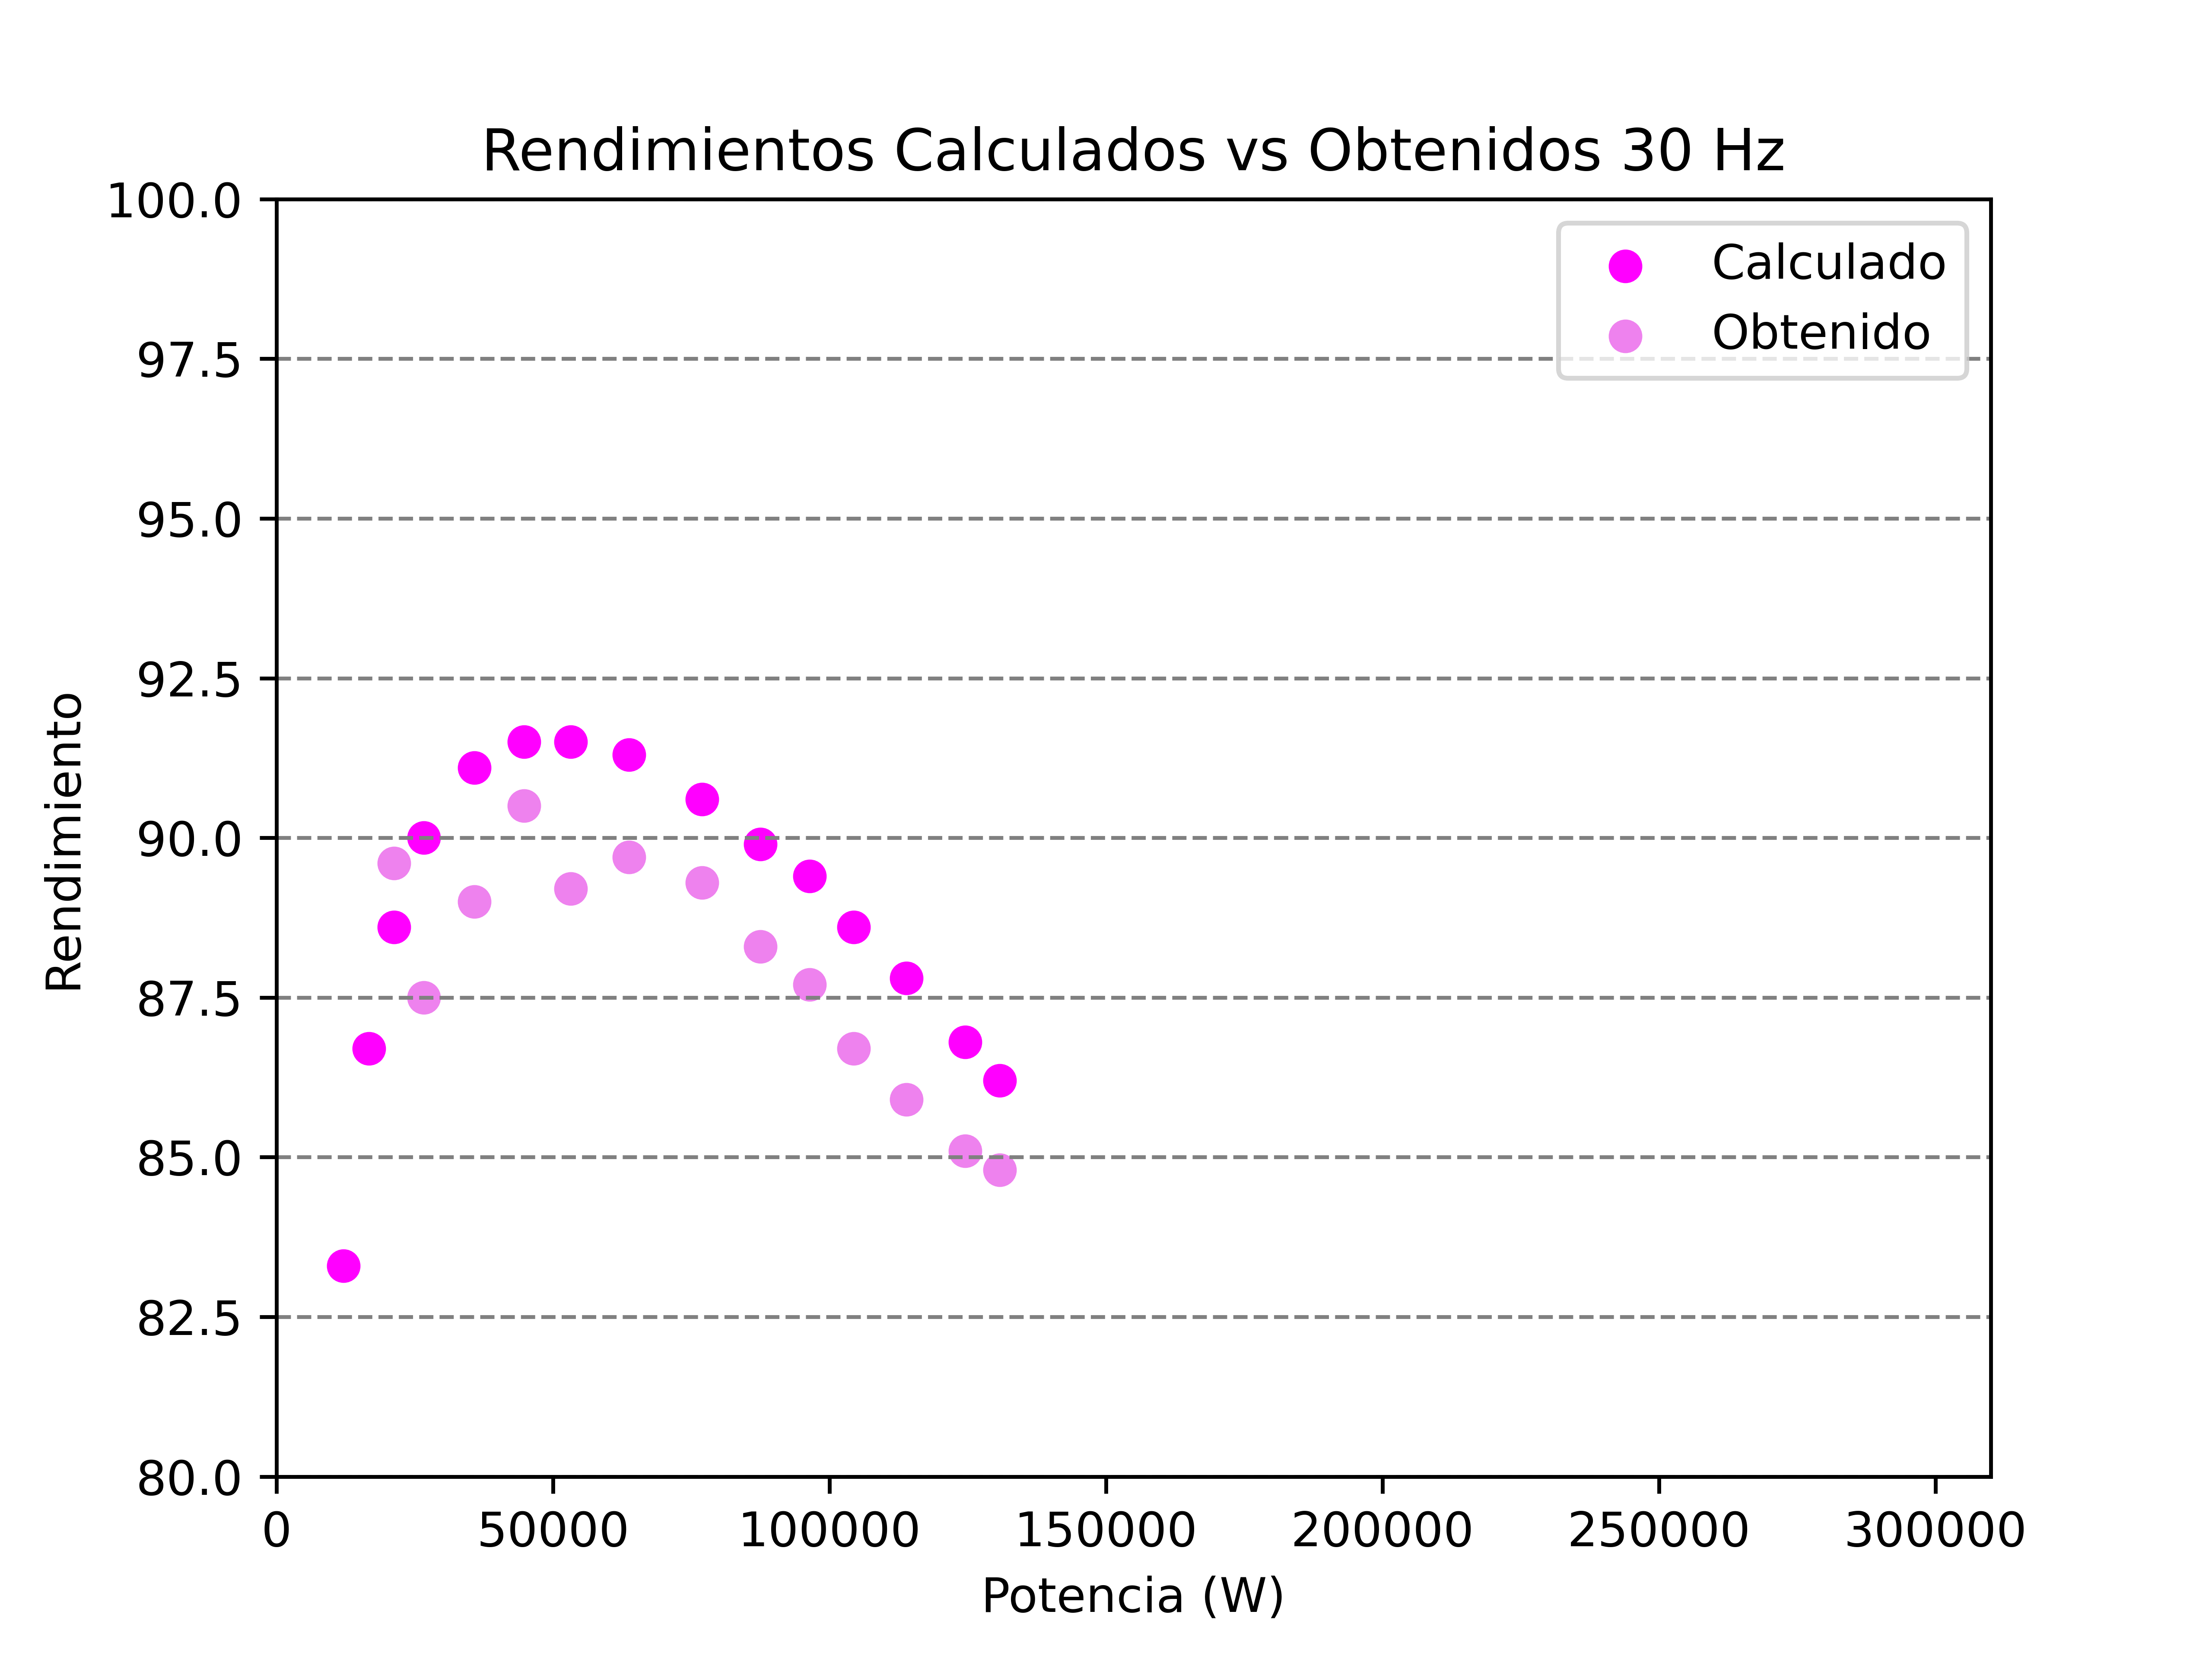 Rendimientos Calculados vs Obtenidos 30 Hz
100.0
97.5
95.0
92.5
90.0
87.5
85.0
82.5
80.0
Rendimiento
Calculado
Obtenido
0 50000 100000 150000 200000 250000 300000
Potencia (W)